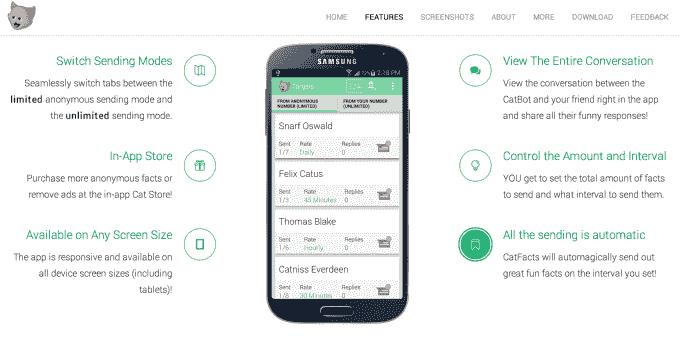 HOME FEATURES SCREENSHOTS ABOUT MORE DOWNLOAD FEEDBACK
Switch Sending Modes
Seamlessly switch tabs between the
limited anonymous sending mode and
the unlimited sending mode.
In-App Store
Purchase more anonymous facts or
remove ads at the in-app Cat Store!
Available on Any Screen Size
The app is responsive and available on
all device screen sizes (including
tablets)!
SAMSUNG
2:28 PM
Targets
FROM ANONYMOUS
NUMBER (LIMITED)
FROM YOUR NUMBER
(UNLIMITED)
Snarf Oswald
Sent Rate Replies
1/7 Daily 0
Felix Catus
Sent Rate Replies
1/3 45 Minutes 0
Thomas Blake
Sent Rate Replies
1/6 Hourly 0
Catniss Everdeen
Sent Rate Replies
1/8 30 Minutes 0
View The Entire Conversation
View the conversation between the
CatBot and your friend right in the app
and share all their funny responses!
Control the Amount and Interval
YOU get to set the total amount of facts
to send and what interval to send them.
All the sending is automatic
CatFacts will automagically send out
great fun facts on the interval you set!